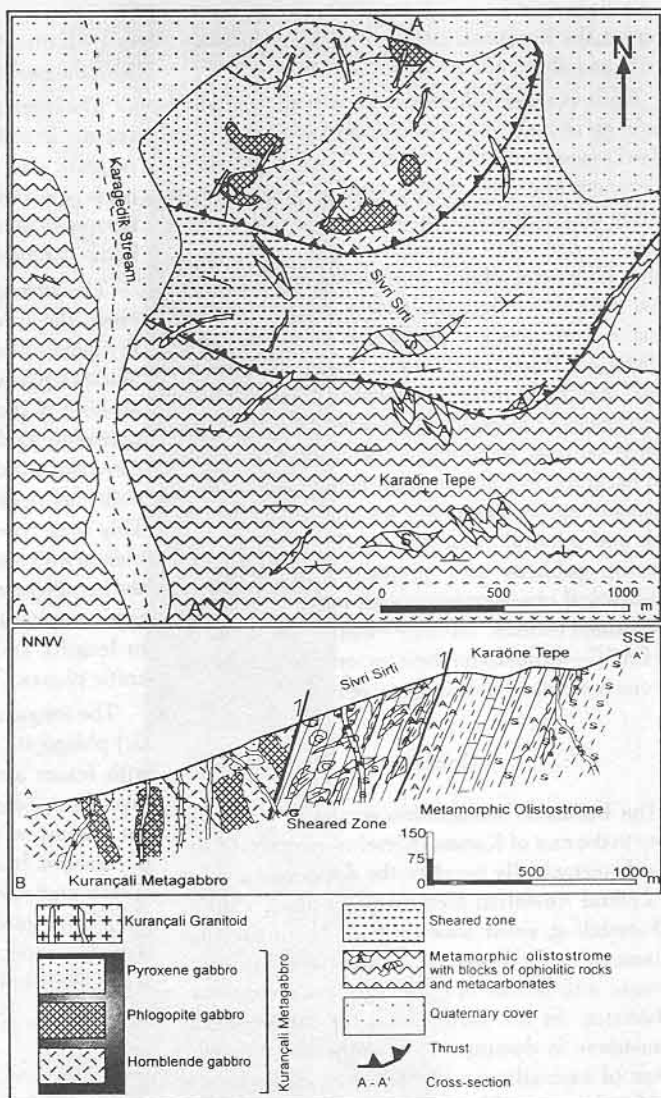 A
N
Karagedik Stream
Sivri Sirti
S
A
A
A
Karaöne Tepe
A
A
S
A'
0 500 1000
m
A
NNW
SSE
Karaöne Tepe
A'
Sivri Sirti
A
Metamorphic Olistostrome
Sheared Zone
150
75
0
0 500 1000
m
B
Kurançali Metagabbro
Kurançali Granitoid
Pyroxene gabbro
Phlogopite gabbro
Hornblende gabbro
Kurançali Metagabbro
Sheared zone
Metamorphic olistostrome
with blocks of ophiolitic rocks
and metacarbonates
Quaternary cover
Thrust
A - A' Cross-section